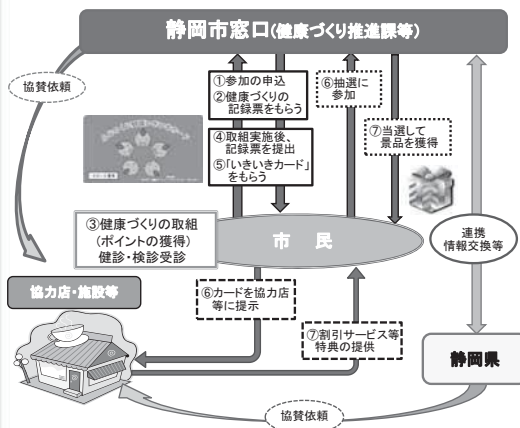 静岡市窓口(健康づくり推進課等)
協賛依頼
①参加の申込
②健康づくりの
記録票をもらう
④取組実施後、
記録票を提出
⑤「いきいきカード」
をもらう
⑥抽選に
参加
⑦当選して
景品を獲得
③健康づくりの取組
(ポイントの獲得)
健診・検診受診
市 民
連携
情報交換等
協力店・施設等
⑥カードを協力店
等に提示
⑦割引サービス等
特典の提供
静岡県
協賛依頼